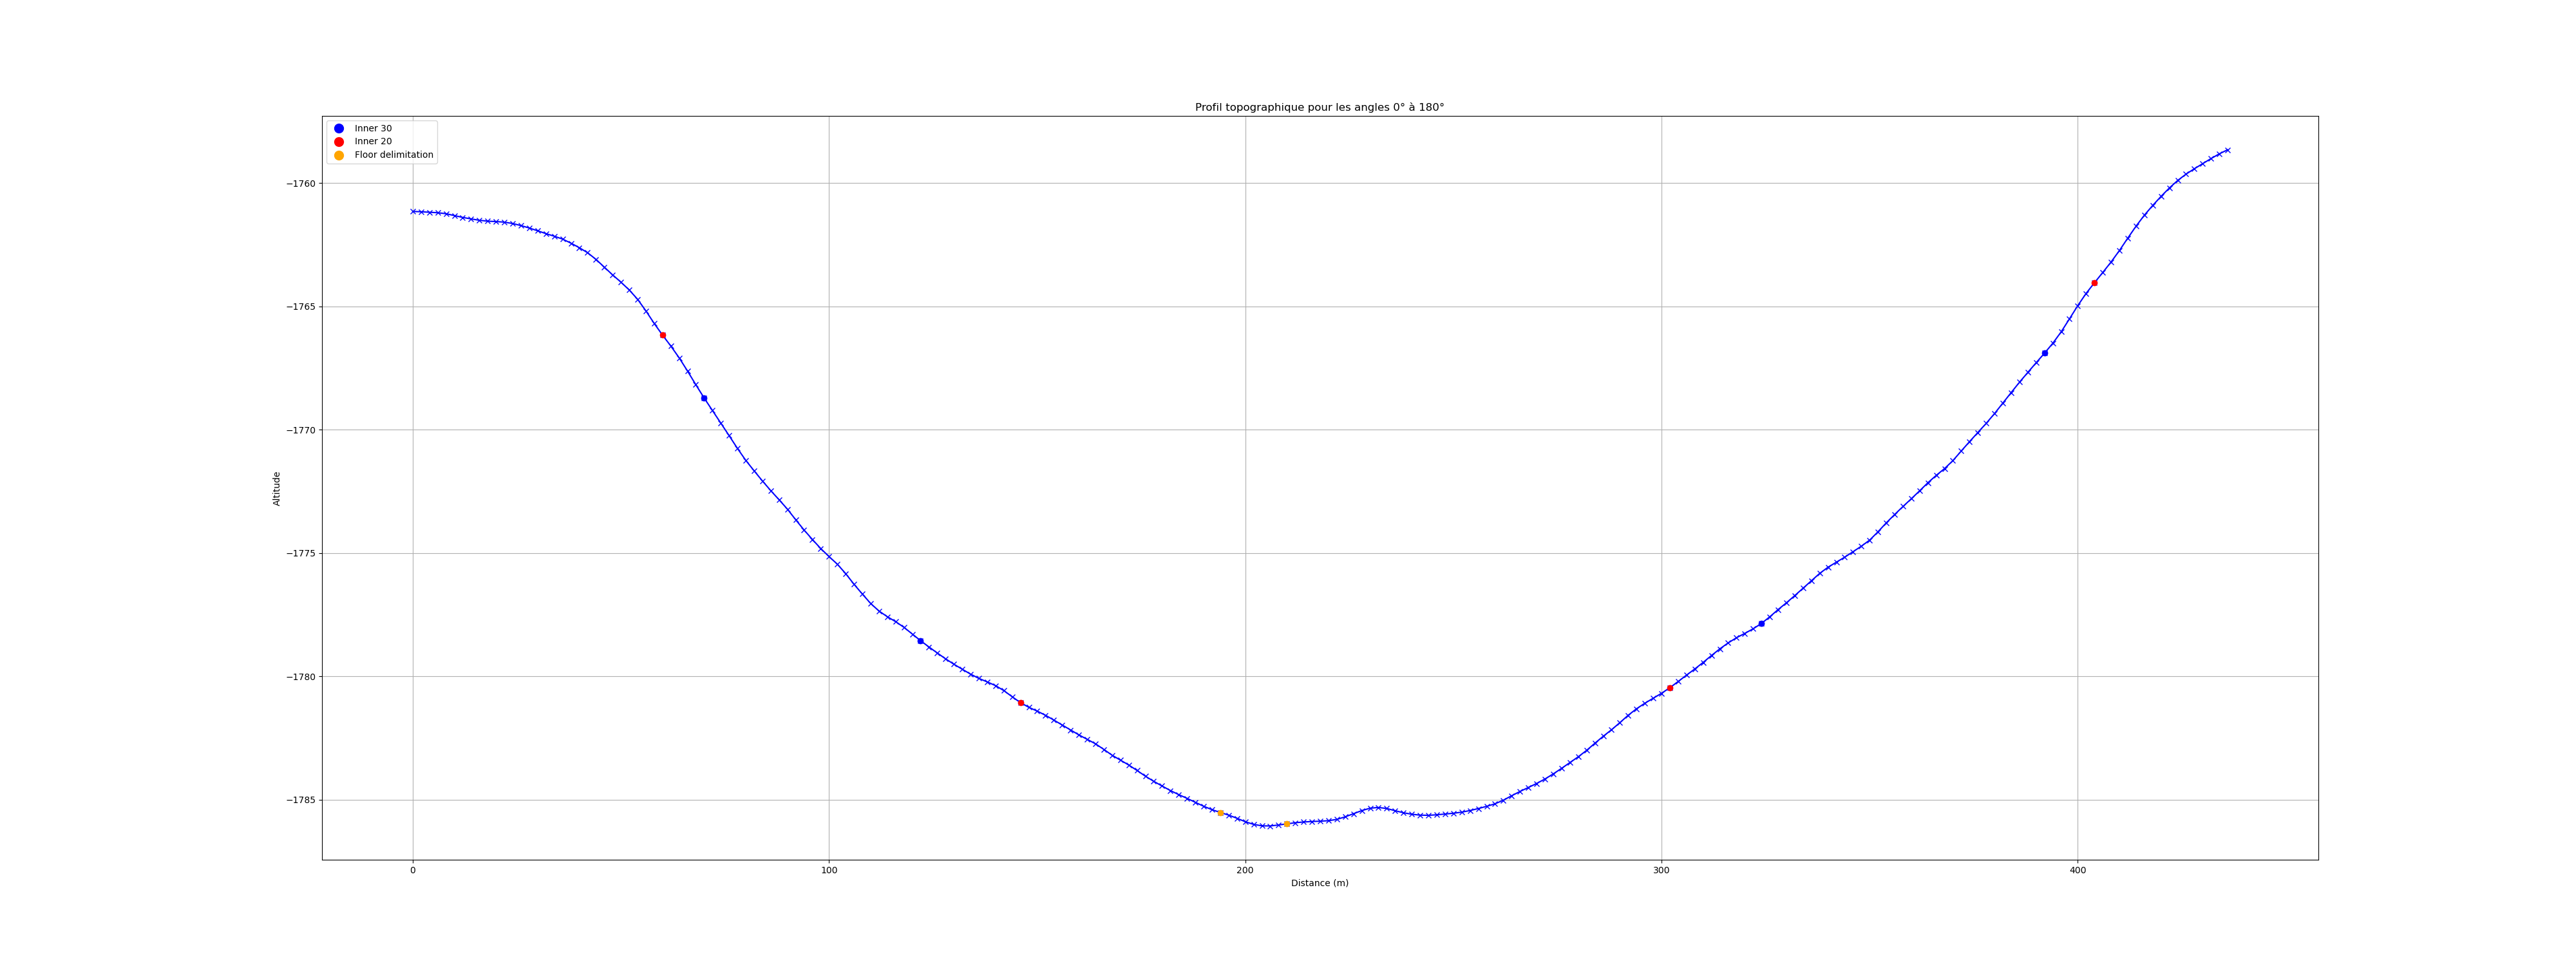 Profil topographique pour les angles 0° à 180°
Inner 30
Inner 20
Floor delimitation
−1760
−1765
−1770
−1775
−1780
−1785
Altitude
0 100 200 300 400
Distance (m)